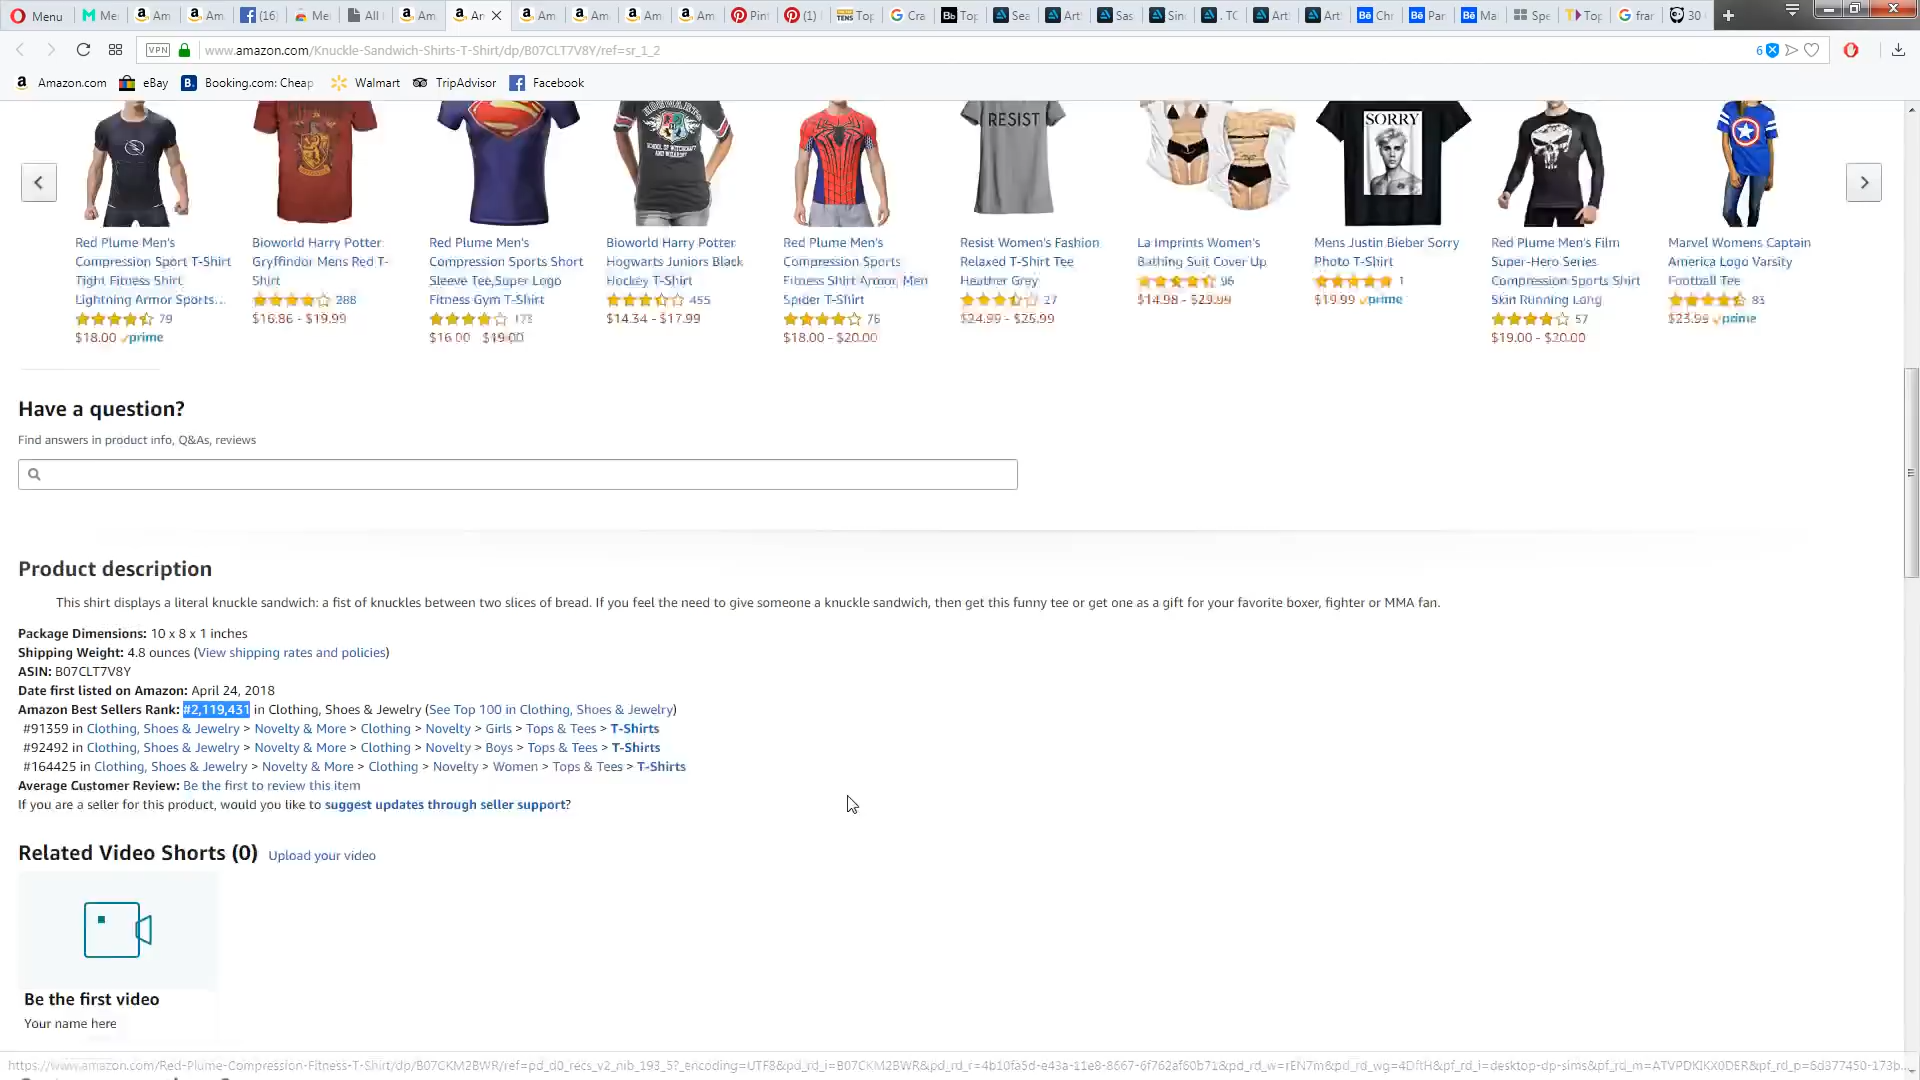 Menu
www.amazon.com/Knuckle-Sandwich-Shirts-T-Shirt/dp/B07CLT7V8Y/ref=sr_1_2
VPN
6
Amazon.com eBay Booking.com: Cheap Walmart TripAdvisor Facebook
HOGWARTS
SCHOOL OF WITCHCRAFT AND WIZARDRY
RESIST
SORRY
Red Plume Men's Compression Sport T-Shirt Tight Fitness Shirt Lightning Armor Sports...
79
$18.00 prime
Bioworld Harry Potter Gryffindor Mens Red T-Shirt
288
$16.86 - $19.99
Red Plume Men's Compression Sports Short Sleeve Tee,Super Logo Fitness Gym T-Shirt
$16.00 - $19.00
Bioworld Harry Potter Hogwarts Juniors Black Hockey T-Shirt
455
$14.34 - $17.99
Red Plume Men's Compression Sports Fitness Shirt Armor, Men Spider T-Shirt
76
$18.00 - $20.00
Resist Women's Fashion Relaxed T-Shirt Tee Heather Grey
27
$24.99 - $25.99
La Imprints Women's Bathing Suit Cover Up
96
$14.98 - $29.99
Mens Justin Bieber Sorry Photo T-Shirt
1
$19.99 prime
Red Plume Men's Film Super-Hero Series Compression Sports Shirt Skin Running Long
57
$19.00 - $20.00
Marvel Womens Captain America Logo Varsity Football Tee
83
$23.99 prime
Have a question?
Find answers in product info, Q&As, reviews
Product description
This shirt displays a literal knuckle sandwich: a fist of knuckles between two slices of bread. If you feel the need to give someone a knuckle sandwich, then get this funny tee or get one as a gift for your favorite boxer, fighter or MMA fan.
Package Dimensions: 10 x 8 x 1 inches
Shipping Weight: 4.8 ounces (View shipping rates and policies)
ASIN: B07CLT7V8Y
Date first listed on Amazon: April 24, 2018
Amazon Best Sellers Rank: #2,119,431 in Clothing, Shoes & Jewelry (See Top 100 in Clothing, Shoes & Jewelry)
#91359 in Clothing, Shoes & Jewelry > Novelty & More > Clothing > Novelty > Girls > Tops & Tees > T-Shirts
#92492 in Clothing, Shoes & Jewelry > Novelty & More > Clothing > Novelty > Boys > Tops & Tees > T-Shirts
#164425 in Clothing, Shoes & Jewelry > Novelty & More > Clothing > Novelty > Women > Tops & Tees > T-Shirts
Average Customer Review: Be the first to review this item
If you are a seller for this product, would you like to suggest updates through seller support?
Related Video Shorts (0) Upload your video
Be the first video
Your name here